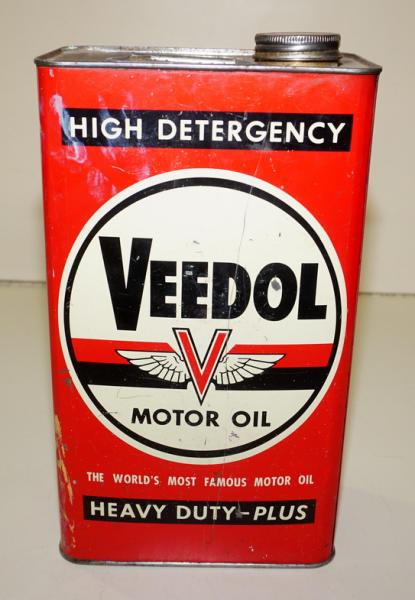 HIGH DETERGENCY
VEEDOL
V
MOTOR OIL
THE WORLD'S MOST FAMOUS MOTOR OIL
HEAVY DUTY-PLUS